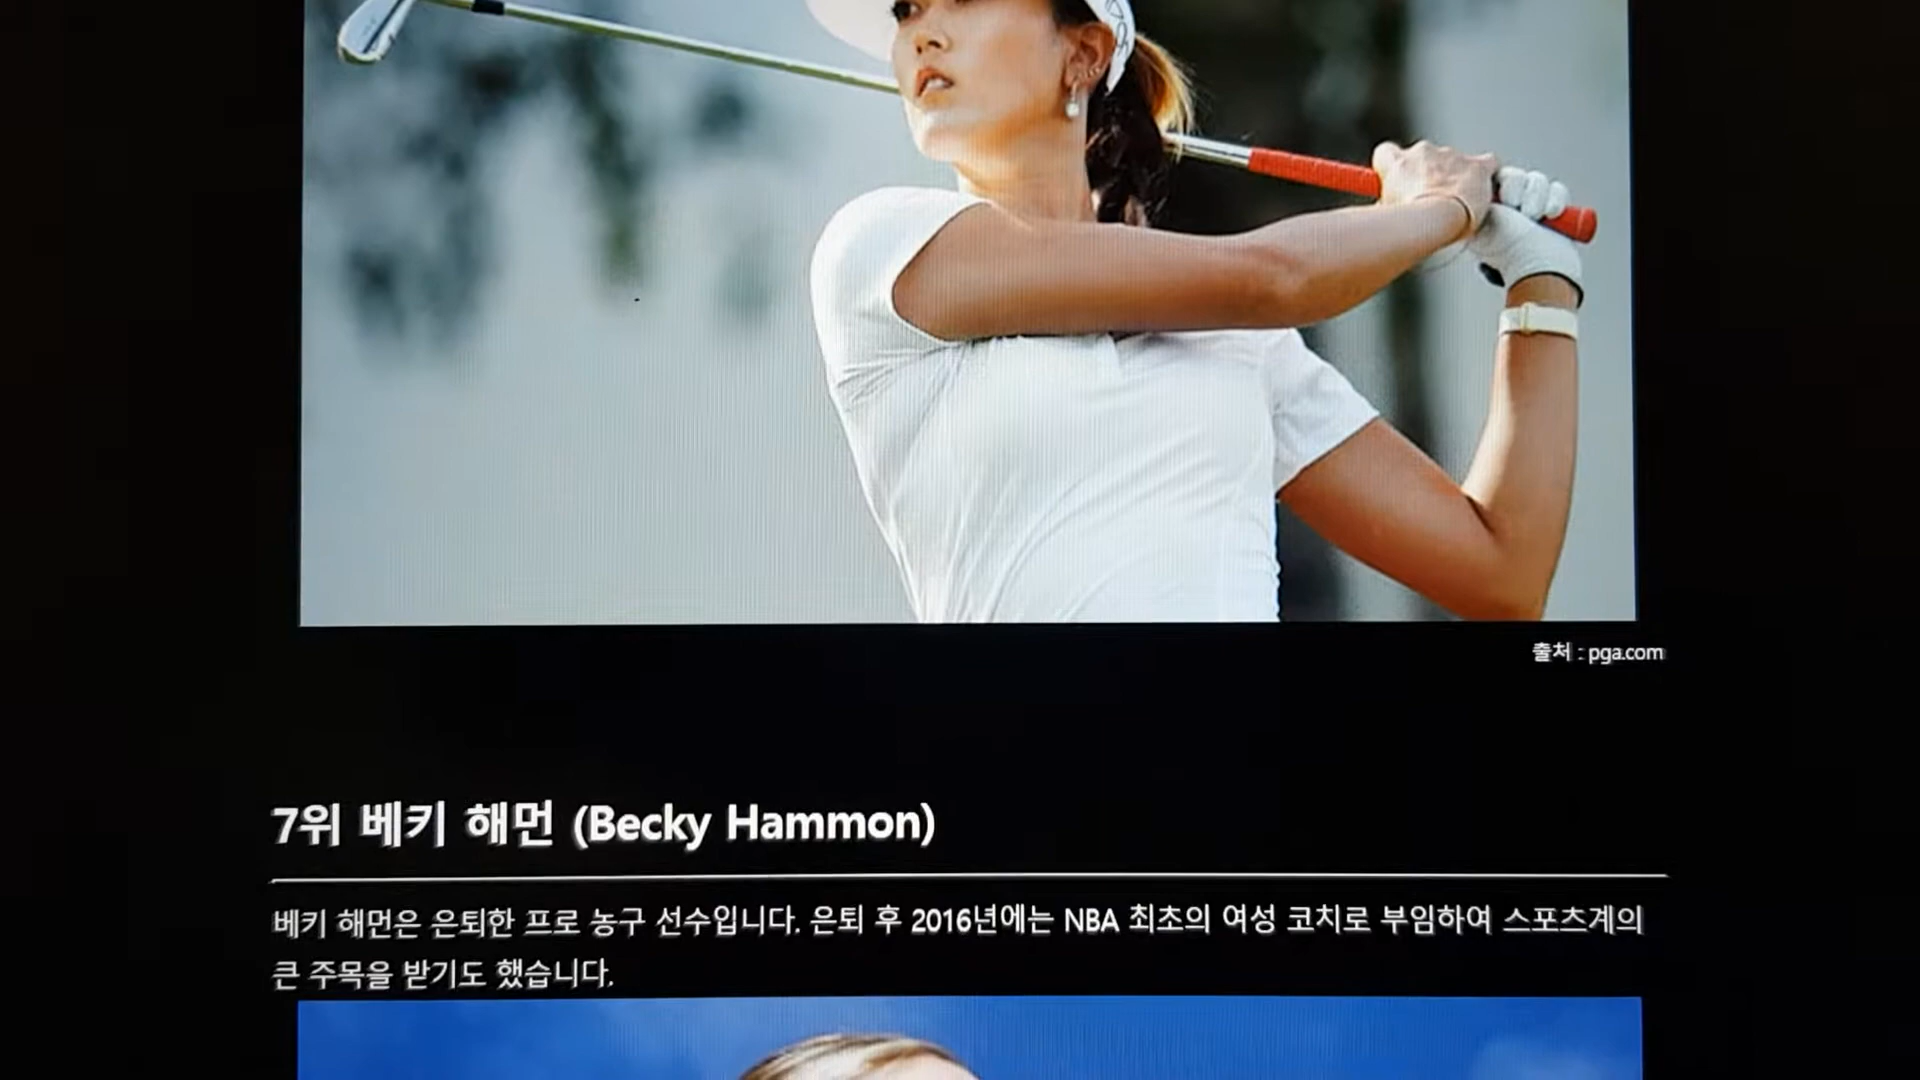 출처 : pga.com
7위 베키 해먼 (Becky Hammon)
베키 해먼은 은퇴한 프로 농구 선수입니다. 은퇴 후 2016년에는 NBA 최초의 여성 코치로 부임하여 스포츠계의
큰 주목을 받기도 했습니다.